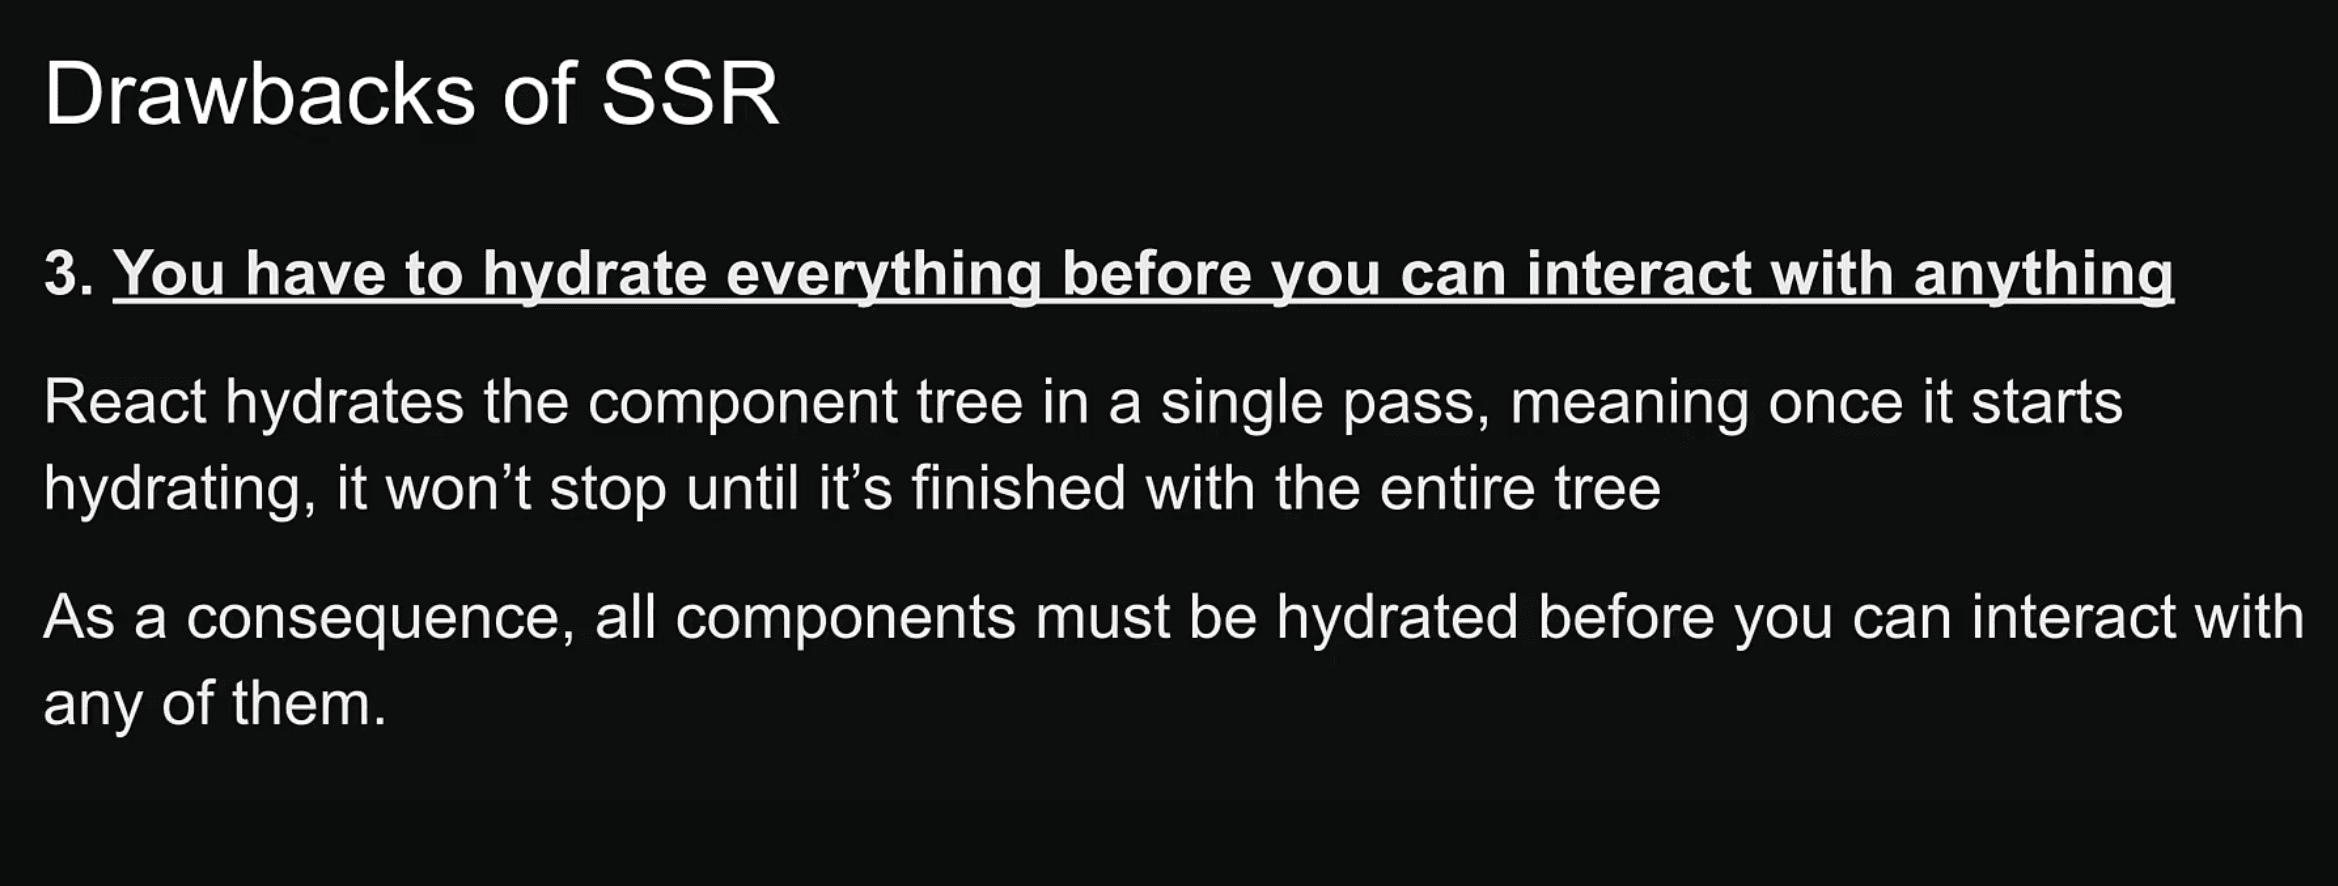 Drawbacks of SSR
3. You have to hydrate everything before you can interact with anything
React hydrates the component tree in a single pass, meaning once it starts
hydrating, it won’t stop until it’s finished with the entire tree
As a consequence, all components must be hydrated before you can interact with
any of them.